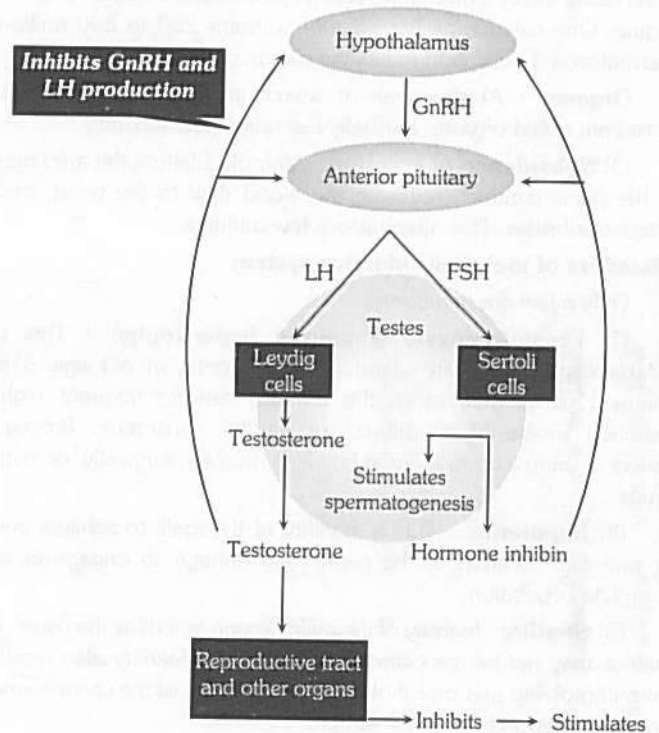 Hypothalamus
Inhibits GnRH and
LH production
GnRH
Anterior pituitary
LH
FSH
Testes
Leydig
cells
Sertoli
cells
Testosterone
Stimulates
spermatogenesis
Testosterone
Hormone inhibin
Reproductive tract
and other organs
Inhibits
Stimulates